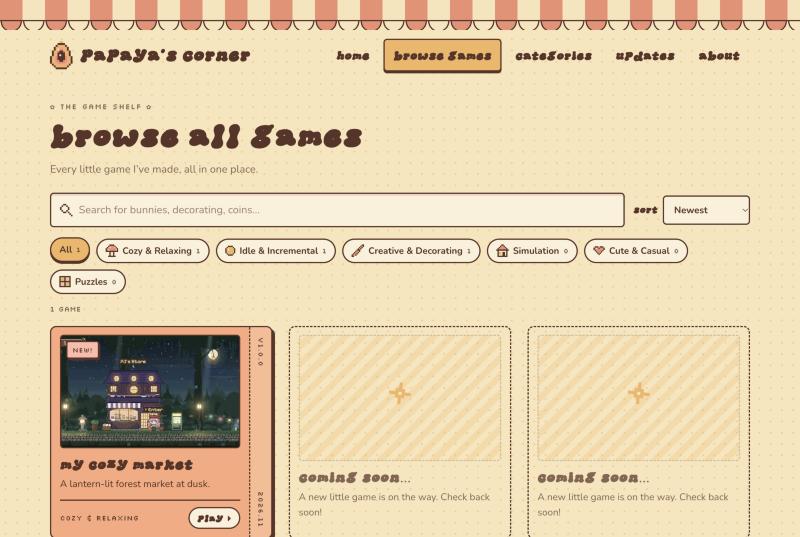 papaya's corner
home
browse games
categories
updates
about
✿ THE GAME SHELF ✿
browse all games
Every little game I've made, all in one place.
Search for bunnies, decorating, coins...
sort
Newest
All 1
Cozy & Relaxing 1
Idle & Incremental 1
Creative & Decorating 1
Simulation 0
Cute & Casual 0
Puzzles 0
1 GAME
NEW!
V1.0.0
my cozy market
A lantern-lit forest market at dusk.
COZY & RELAXING
play
2026.11
coming soon...
A new little game is on the way. Check back
soon!
coming soon...
A new little game is on the way. Check back
soon!